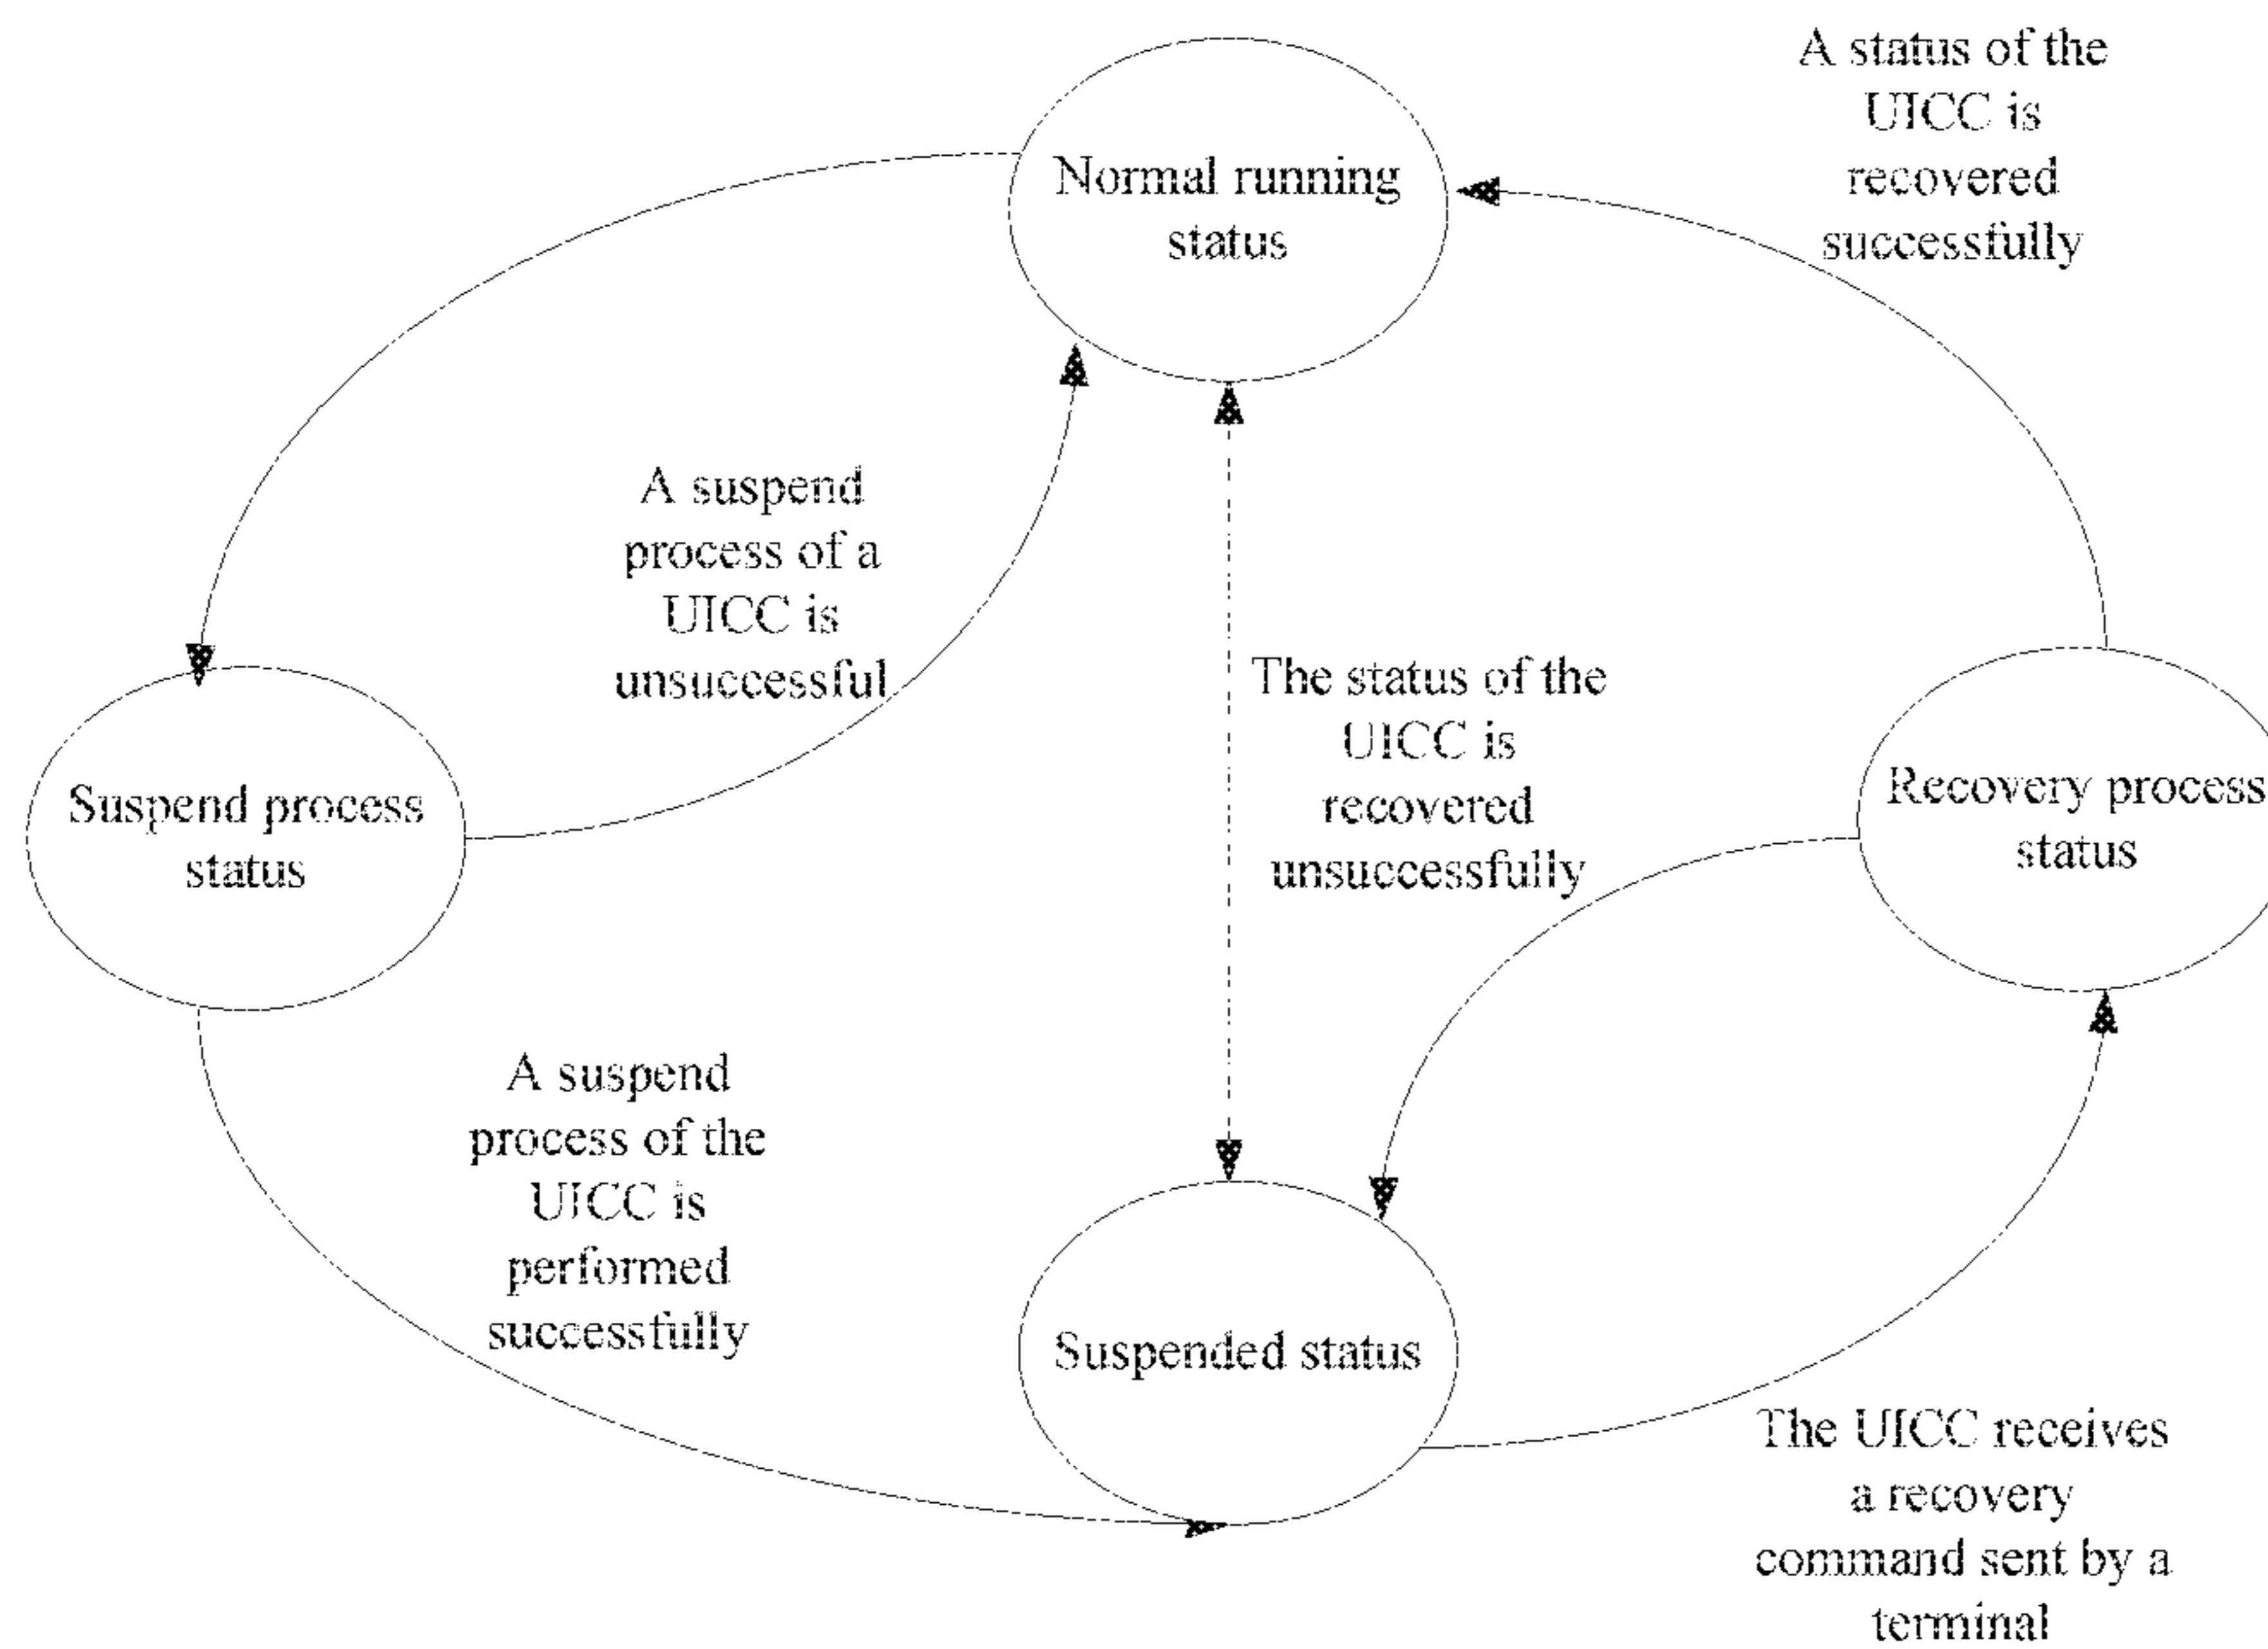 A status of the
UICC is
recovered
successfully
Normal running
status
A suspend
process of a
UICC is
unsuccessful
The status of the
UICC is
recovered
unsuccessfully
Suspend process
status
Recovery process
status
A suspend
process of the
UICC is
performed
successfully
Suspended status
The UICC receives
a recovery
command sent by a
terminal